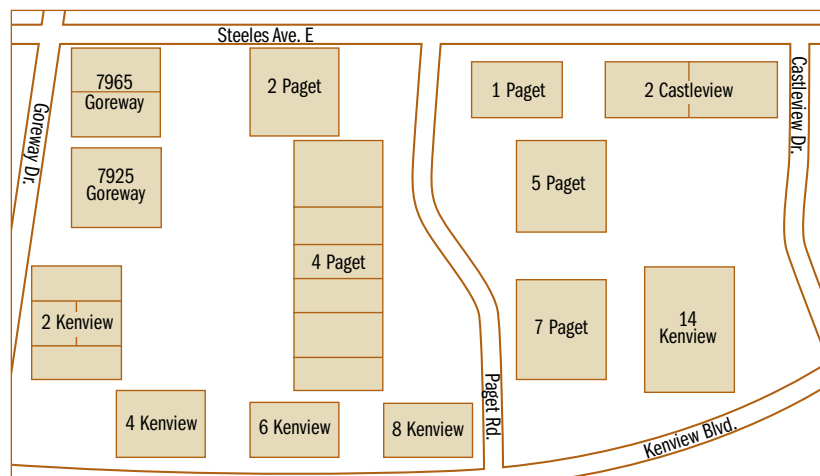 Steeles Ave. E
7965
Goreway
2 Paget
1 Paget
2 Castleview
Castleview Dr.
Goreway Dr.
7925
Goreway
5 Paget
4 Paget
2 Kenview
7 Paget
14
Kenview
4 Kenview
6 Kenview
8 Kenview
Paget Rd.
Kenview Blvd.